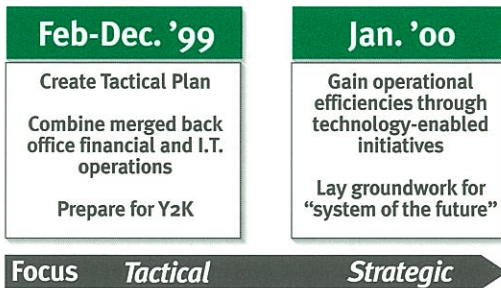 Feb-Dec. ’99
Create Tactical Plan
Combine merged back
office financial and I.T.
operations
Prepare for Y2K
Jan. ’00
Gain operational
efficiencies through
technology-enabled
initiatives
Lay groundwork for
“system of the future”
Focus Tactical Strategic